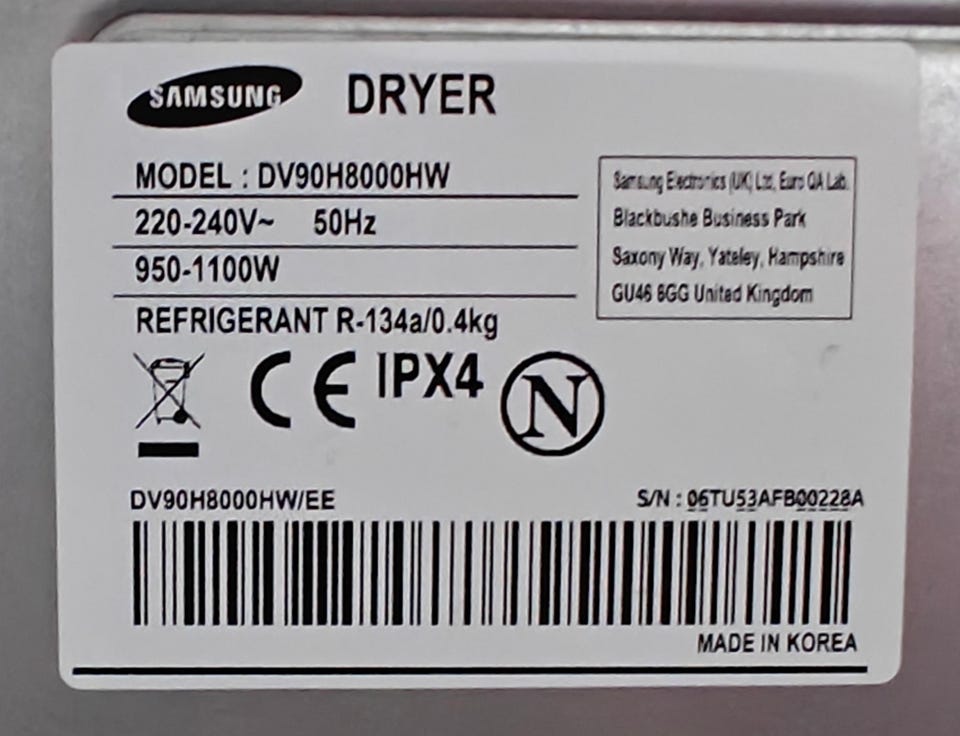 SAMSUNG DRYER
MODEL : DV90H8000HW
220-240V~ 50Hz
950-1100W
REFRIGERANT R-134a/0.4kg
Samsung Electronics (UK) Ltd, Euro QA Lab.
Blackbushe Business Park
Saxony Way, Yateley, Hampshire
GU46 6GG United Kingdom
CE IPX4 N
DV90H8000HW/EE
S/N : 06TU53AFB00228A
MADE IN KOREA